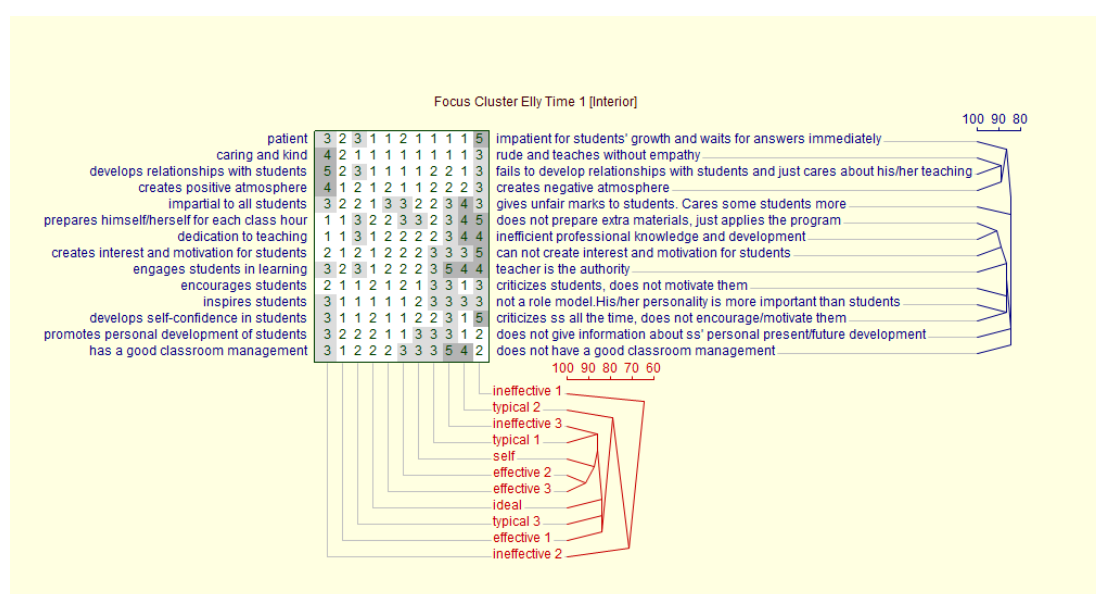 Focus Cluster Elly Time 1 [Interior]
100 90 80
patient 3 2 3 1 1 2 1 1 1 1 5 impatient for students' growth and waits for answers immediately
caring and kind 4 2 1 1 1 1 1 1 1 1 3 rude and teaches without empathy
develops relationships with students 5 2 3 1 1 1 1 2 2 1 3 fails to develop relationships with students and just cares about his/her teaching
creates positive atmosphere 4 1 2 1 2 1 1 2 2 2 3 creates negative atmosphere
impartial to all students 3 2 2 1 3 3 2 2 3 4 3 gives unfair marks to students. Cares some students more
prepares himself/herself for each class hour 1 1 3 2 2 3 3 2 3 4 5 does not prepare extra materials, just applies the program
dedication to teaching 1 1 3 1 2 2 2 2 3 4 4 inefficient professional knowledge and development
creates interest and motivation for students 2 1 2 1 2 2 2 3 3 3 5 can not create interest and motivation for students
engages students in learning 3 2 3 1 2 2 2 3 5 4 4 teacher is the authority
encourages students 2 1 1 2 1 2 1 3 3 1 3 criticizes students, does not motivate them
inspires students 3 1 1 1 1 1 2 3 3 3 3 not a role model.His/her personality is more important than students
develops self-confidence in students 3 1 1 2 1 1 2 2 3 1 5 criticizes ss all the time, does not encourage/motivate them
promotes personal development of students 3 2 2 2 1 1 3 3 3 1 2 does not give information about ss' personal present/future development
has a good classroom management 3 1 2 2 2 3 3 3 5 4 2 does not have a good classroom management
100 90 80 70 60
ineffective 1
typical 2
ineffective 3
typical 1
self
effective 2
effective 3
ideal
typical 3
effective 1
ineffective 2